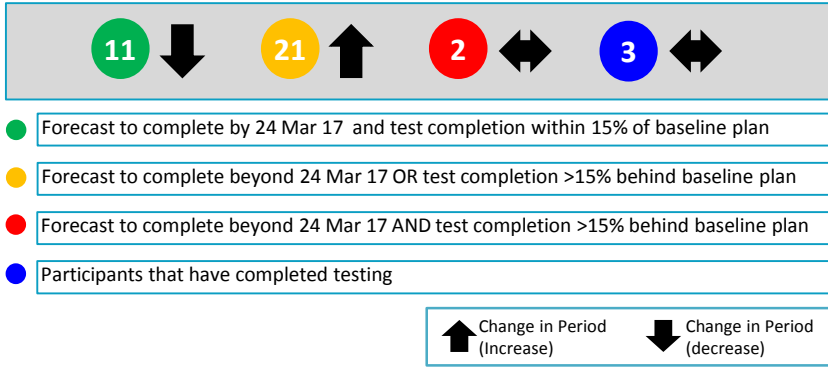 11 21 2 3
Forecast to complete by 24 Mar 17 and test completion within 15% of baseline plan
Forecast to complete beyond 24 Mar 17 OR test completion >15% behind baseline plan
Forecast to complete beyond 24 Mar 17 AND test completion >15% behind baseline plan
Participants that have completed testing
Change in Period
(Increase)
Change in Period
(decrease)